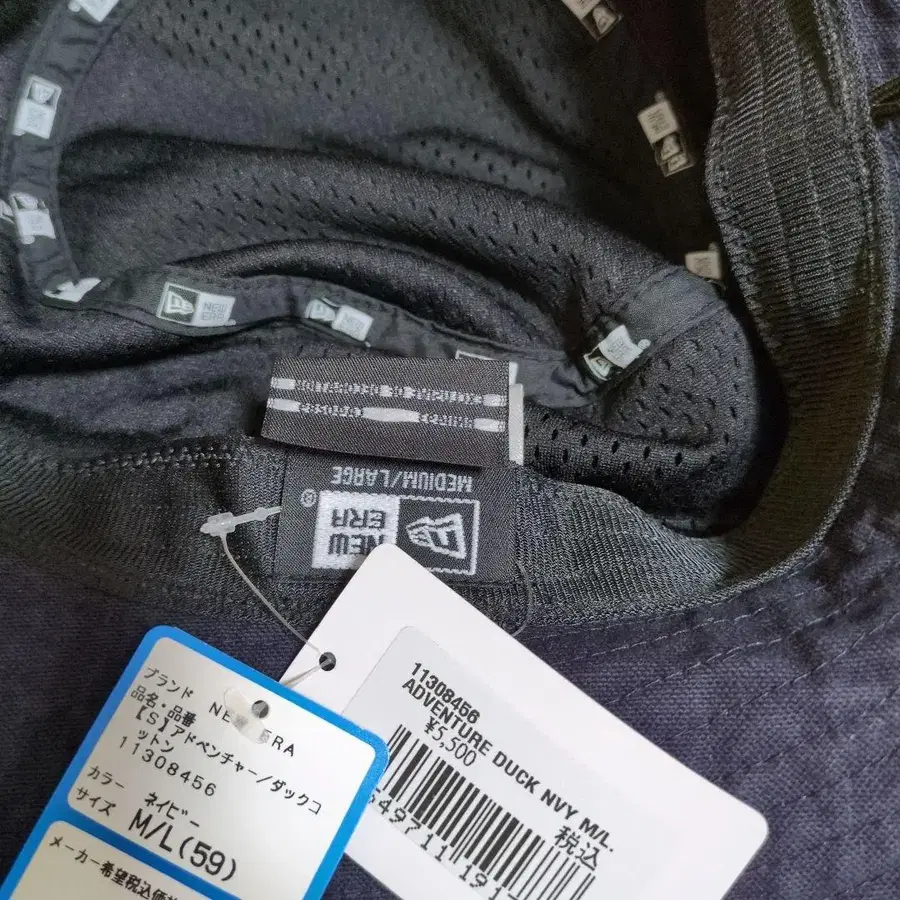 NEW
ERA
EXCLUSIVE OF DECORATION
MEDIUM/LARGE
NEW
ERA
®
ブランド
NEW ERA
品名・品番
【S】アドベンチャー/ダックコ
ットン
11308456
カラー
ネイビー
サイズ
M/L(59)
メーカー希望税込価格
11308456
ADVENTURE DUCK NVY M/L.
¥5,500
税込